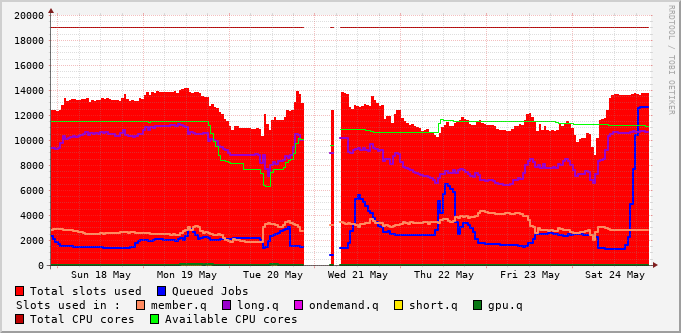 RRDTOOL / TOBI OETIKER
20000
18000
16000
14000
12000
10000
8000
6000
4000
2000
0
Sun 18 May Mon 19 May Tue 20 May Wed 21 May Thu 22 May Fri 23 May Sat 24 May
Total slots used Queued Jobs
Slots used in : member.q long.q ondemand.q short.q gpu.q
Total CPU cores Available CPU cores